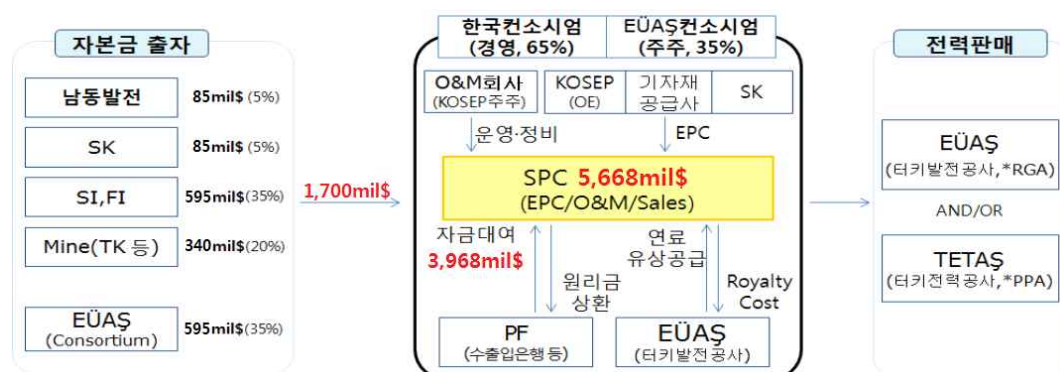 자본금 출자
남동발전
85mil$ (5%)
SK
85mil$ (5%)
SI,FI
595mil$(35%)
Mine(TK 등)
340mil$(20%)
EÜAŞ
(Consortium)
595mil$(35%)
1,700mil$
한국컨소시엄
(경영, 65%)
EÜAŞ컨소시엄
(주주, 35%)
O&M회사
(KOSEP주주)
KOSEP
(OE)
기자재
공급사
SK
운영·정비
EPC
SPC 5,668mil$
(EPC/O&M/Sales)
자금대여
3,968mil$
원리금
상환
연료
유상공급
Royalty
Cost
PF
(수출입은행 등)
EÜAŞ
(터키발전공사)
전력판매
EÜAŞ
(터키발전공사,*RGA)
AND/OR
TETAŞ
(터키전력공사,*PPA)